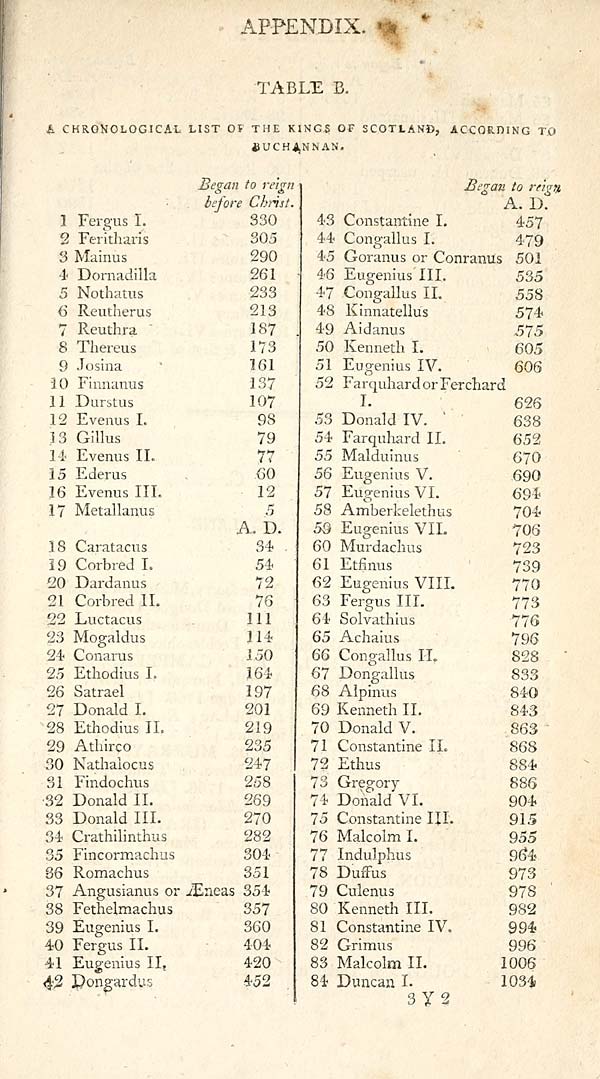 APPENDIX.
TABLE B.
A CHRONOLOGICAL LIST OF THE KINGS OF SCOTLAND, ACCORDING TO
BUCHANNAN.
Began to reign
before Christ.
1 Fergus I. 330
2 Feritharis 305
3 Mainus 290
4 Dornadilla 261
5 Nothatus 233
6 Reutherus 213
7 Reuthra 187
8 Thereus 173
9 Josina 161
10 Finnanus 137
11 Durstus 107
12 Evenus I. 98
13 Gillus 79
14 Evenus II. 77
15 Ederus 60
16 Evenus III. 12
17 Metallanus 5
A. D.
18 Caratacus 34
19 Corbred I. 54
20 Dardanus 72
21 Corbred II. 76
22 Luctacus 111
23 Mogaldus 114
24 Conarus 150
25 Ethodius I. 164
26 Satrael 197
27 Donald I. 201
28 Ethodius II. 219
29 Athirco 235
30 Nathalocus 247
31 Findochus 258
32 Donald II. 269
33 Donald III. 270
34 Crathilinthus 282
35 Fincormachus 304
36 Romachus 351
37 Angusianus or Æneas 354
38 Fethelmachus 357
39 Eugenius I. 360
40 Fergus II. 404
41 Eugenius II. 420
42 Dongardus 452
Began to reign
A. D.
43 Constantine I. 457
44 Congallus I. 479
45 Goranus or Conranus 501
46 Eugenius III. 535
47 Congallus II. 558
48 Kinnatellus 574
49 Aidanus 575
50 Kenneth I. 605
51 Eugenius IV. 606
52 Farquhard or Ferchard
I. 626
53 Donald IV. 638
54 Farquhard II. 652
55 Malduinus 670
56 Eugenius V. 690
57 Eugenius VI. 694
58 Amberkelethus 704
59 Eugenius VII. 706
60 Murdachus 723
61 Etfinus 739
62 Eugenius VIII. 770
63 Fergus III. 773
64 Solvathius 776
65 Achaius 796
66 Congallus II. 828
67 Dongallus 833
68 Alpinus 840
69 Kenneth II. 843
70 Donald V. 863
71 Constantine II. 868
72 Ethus 884
73 Gregory 886
74 Donald VI. 904
75 Constantine III. 915
76 Malcolm I. 955
77 Indulphus 964
78 Duffus 973
79 Culenus 978
80 Kenneth III. 982
81 Constantine IV. 994
82 Grimus 996
83 Malcolm II. 1006
84 Duncan I. 1034
3 Y 2